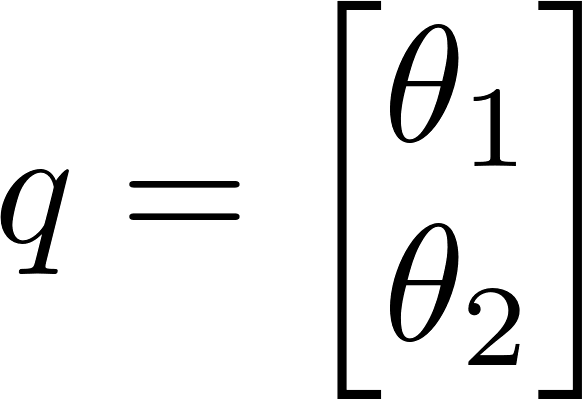 q = [θ₁
θ₂]